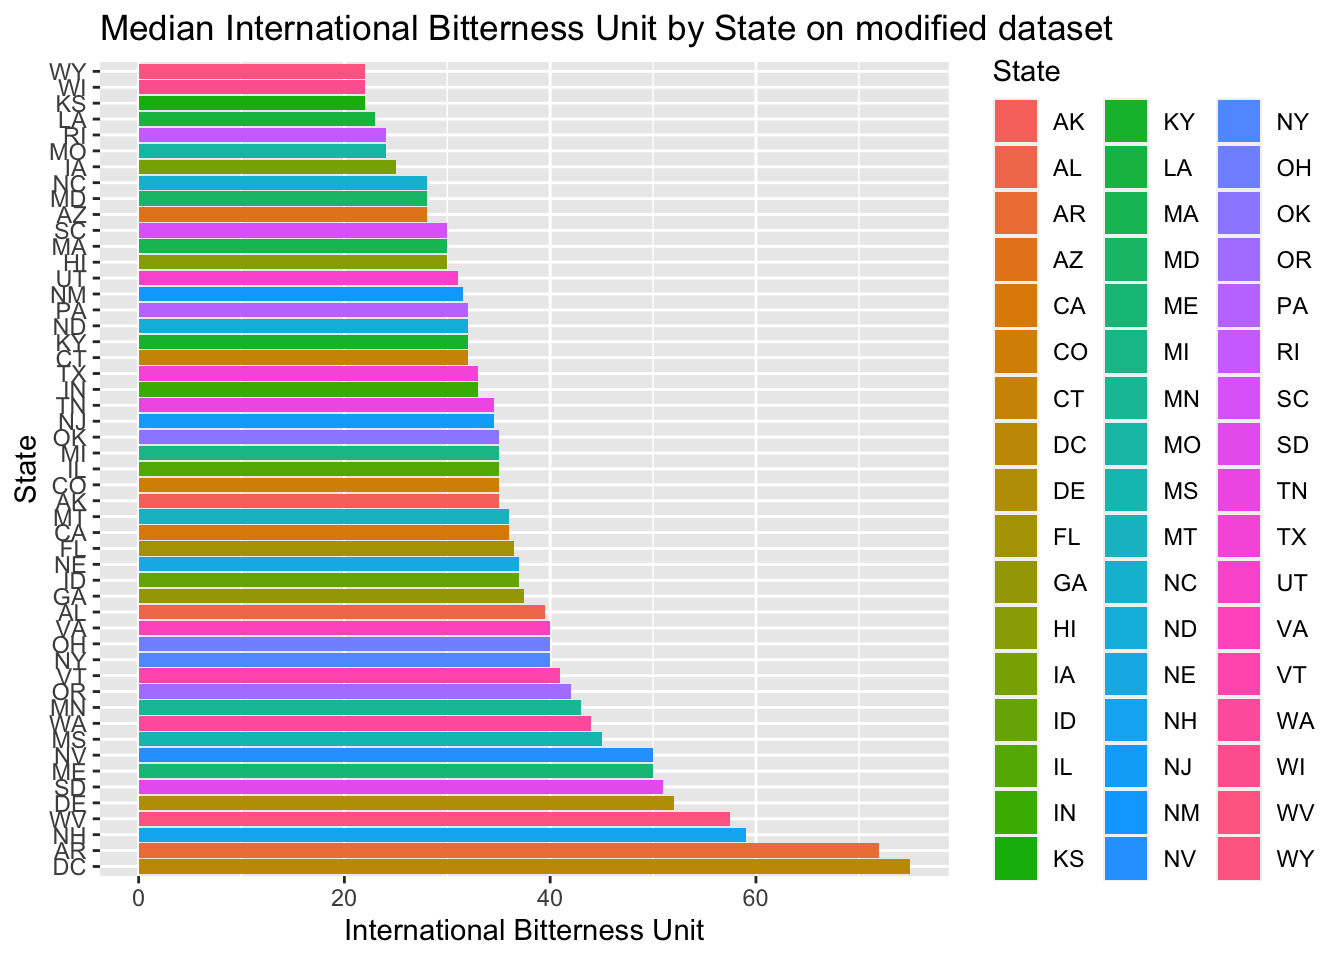 Median International Bitterness Unit by State on modified dataset
State
WY
WI
KS
LA
RI
MO
IA
NC
MD
AZ
SC
MA
HI
UT
NM
PA
ND
KY
CT
TX
IN
TN
NJ
OK
MI
IL
CO
AK
MT
CA
FL
NE
ID
GA
AL
VA
OH
NY
VT
OR
MN
WA
MS
NV
ME
SD
DE
WV
NH
AR
DC
0 20 40 60
International Bitterness Unit
State
AK KY NY
AL LA OH
AR MA OK
AZ MD OR
CA ME PA
CO MI RI
CT MN SC
DC MO SD
DE MS TN
FL MT TX
GA NC UT
HI ND VA
IA NE VT
ID NH WA
IL NJ WI
IN NM WV
KS NV WY